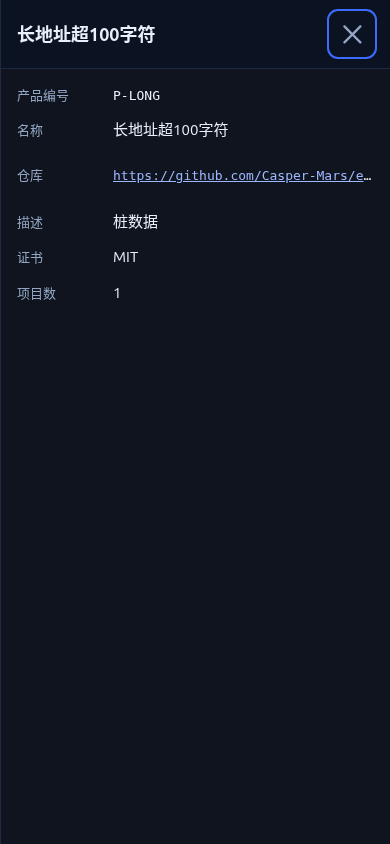 长地址超100字符
产品编号 P-LONG
名称 长地址超100字符
仓库 https://github.com/Casper-Mars/e…
描述 桩数据
证书 MIT
项目数 1